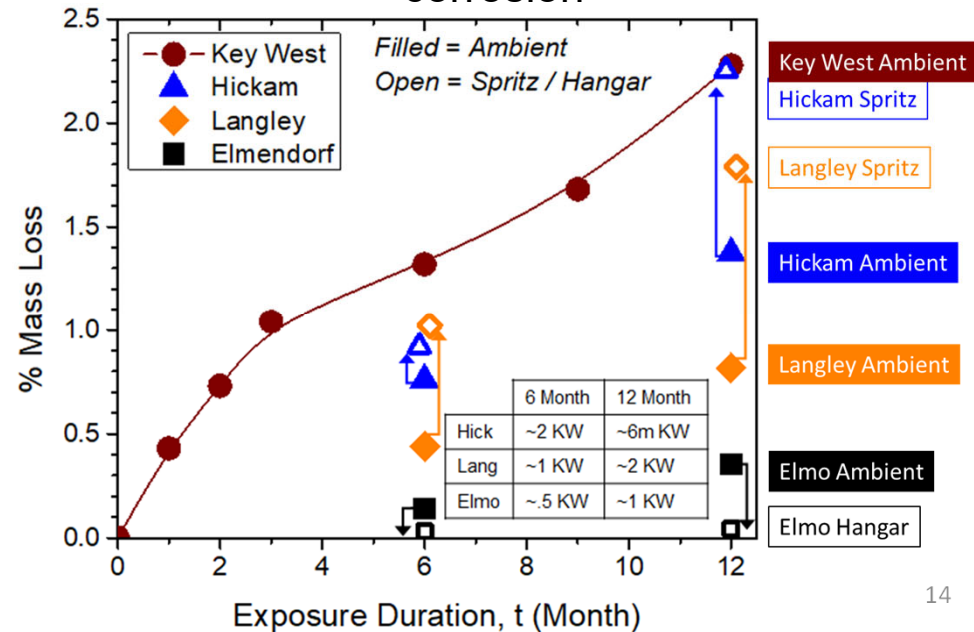 corrosion
2.5
2.0
1.5
1.0
0.5
0.0
% Mass Loss
Key West
Hickam
Langley
Elmendorf
Filled = Ambient
Open = Spritz / Hangar
6 Month 12 Month
Hick ~2 KW ~6m KW
Lang ~1 KW ~2 KW
Elmo ~.5 KW ~1 KW
0 2 4 6 8 10 12
Exposure Duration, t (Month)
Key West Ambient
Hickam Spritz
Langley Spritz
Hickam Ambient
Langley Ambient
Elmo Ambient
Elmo Hangar
14